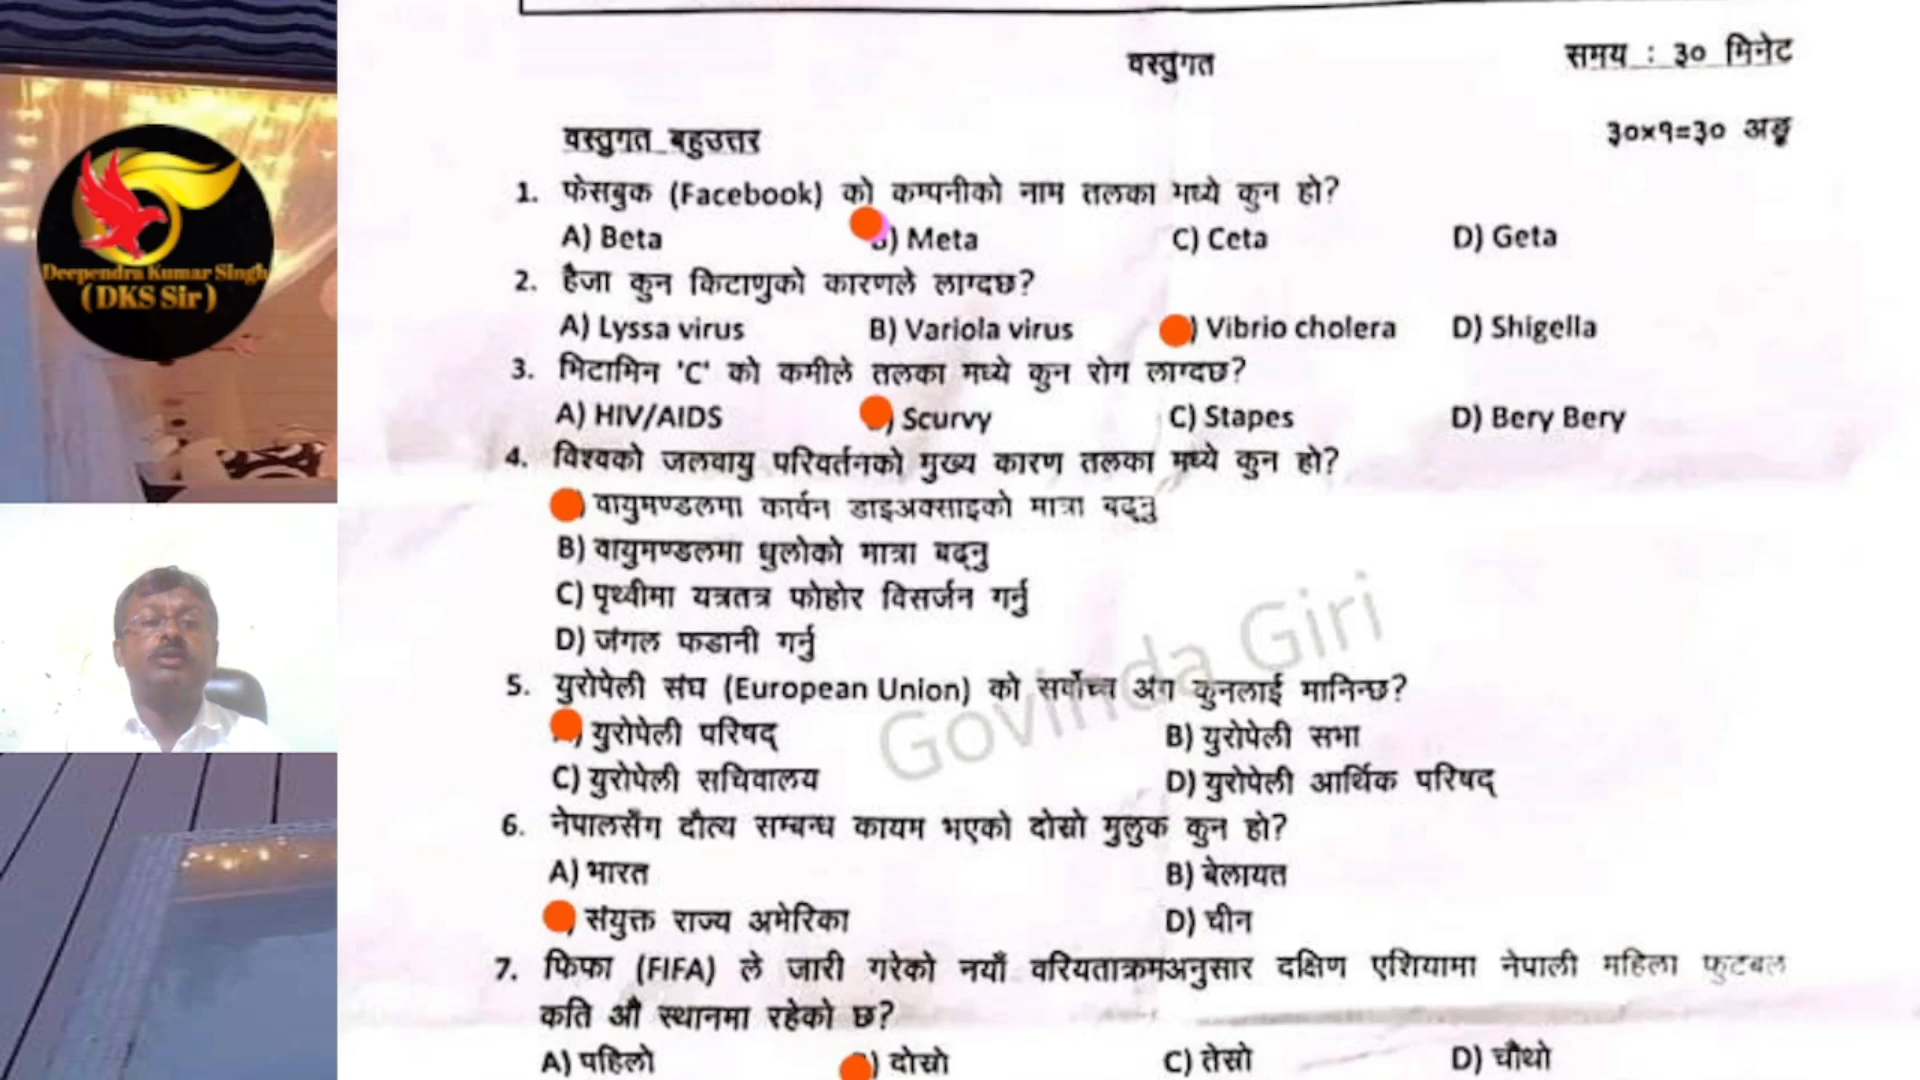 वस्तुगत
समय : ३० मिनेट
३०×१=३० अङ्क
वस्तुगत बहुउत्तर
1. फेसबुक (Facebook) को कम्पनीको नाम तलका मध्ये कुन हो?
A) Beta ) Meta C) Ceta D) Geta
2. हैजा कुन किटाणुको कारणले लाग्दछ?
A) Lyssa virus B) Variola virus ) Vibrio cholera D) Shigella
3. भिटामिन 'C' को कमीले तलका मध्ये कुन रोग लाग्दछ?
A) HIV/AIDS ) Scurvy C) Stapes D) Bery Bery
4. विश्वको जलवायु परिवर्तनको मुख्य कारण तलका मध्ये कुन हो?
) वायुमण्डलमा कार्वन डाइअक्साइको मात्रा बढ्नु
B) वायुमण्डलमा धुलोको मात्रा बढ्नु
C) पृथ्वीमा यत्रतत्र फोहोर विसर्जन गर्नु
D) जंगल फडानी गर्नु
5. युरोपेली संघ (European Union) को सर्वोच्च अंग कुनलाई मानिन्छ?
) युरोपेली परिषद् B) युरोपेली सभा
C) युरोपेली सचिवालय D) युरोपेली आर्थिक परिषद्
6. नेपालसँग दौत्य सम्बन्ध कायम भएको दोस्रो मुलुक कुन हो?
A) भारत B) बेलायत
) संयुक्त राज्य अमेरिका D) चीन
7. फिफा (FIFA) ले जारी गरेको नयाँ वरियताक्रमअनुसार दक्षिण एशियामा नेपाली महिला फुटबल
कति औं स्थानमा रहेको छ?
A) पहिलो ) दोस्रो C) तेस्रो D) चौथो
Govinda Giri
Deependra Kumar Singh
(DKS Sir)